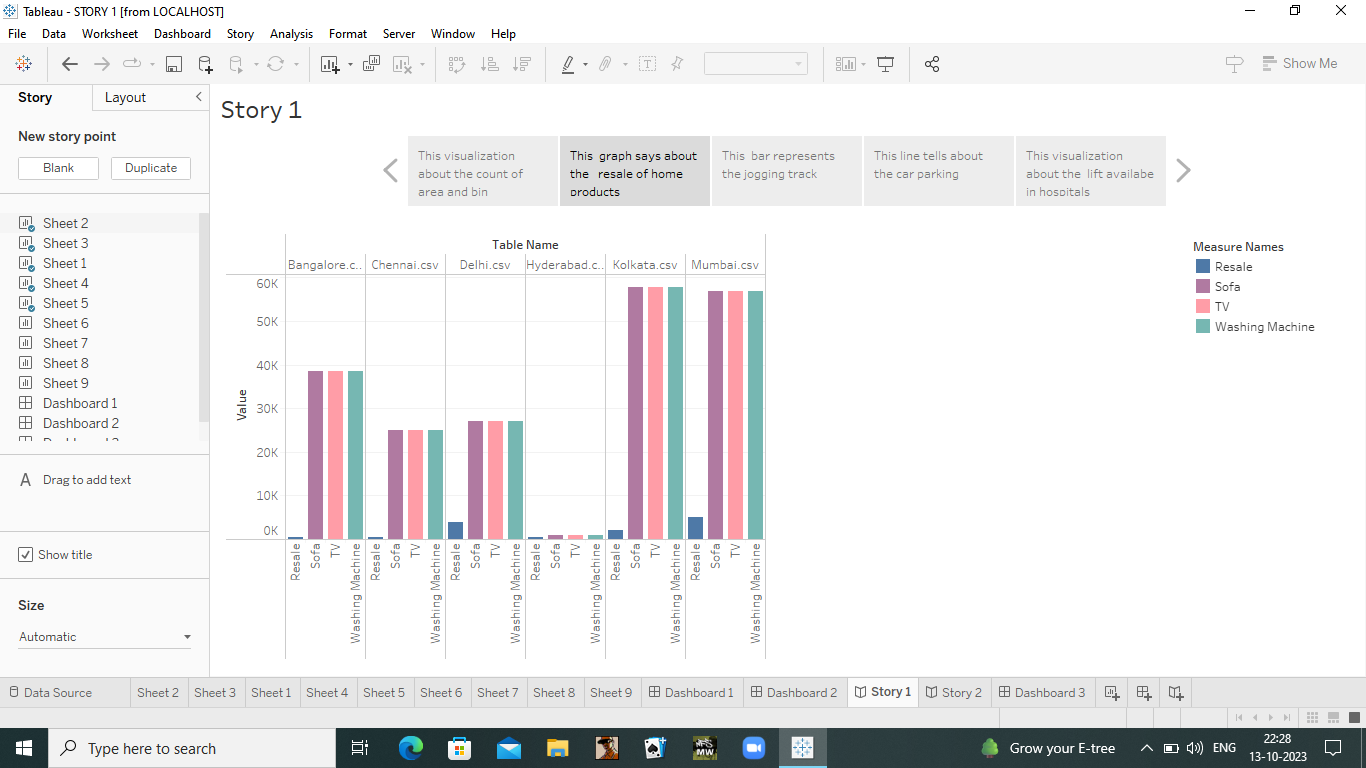 Tableau - STORY 1 [from LOCALHOST]
File Data Worksheet Dashboard Story Analysis Format Server Window Help
Show Me
Story Layout
New story point
Blank Duplicate
Sheet 2
Sheet 3
Sheet 1
Sheet 4
Sheet 5
Sheet 6
Sheet 7
Sheet 8
Sheet 9
Dashboard 1
Dashboard 2
A Drag to add text
Show title
Size
Automatic
Story 1
This visualization
about the count of
area and bin
This graph says about
the resale of home
products
This bar represents
the jogging track
This line tells about
the car parking
This visualization
about the lift availabe
in hospitals
Table Name
Bangalore.c.. Chennai.csv Delhi.csv Hyderabad.c.. Kolkata.csv Mumbai.csv
60K
50K
40K
30K
20K
10K
0K
Value
Resale Sofa TV Washing Machine Resale Sofa TV Washing Machine Resale Sofa TV Washing Machine Resale Sofa TV Washing Machine Resale Sofa TV Washing Machine Resale Sofa TV Washing Machine
Measure Names
Resale
Sofa
TV
Washing Machine
Data Source Sheet 2 Sheet 3 Sheet 1 Sheet 4 Sheet 5 Sheet 6 Sheet 7 Sheet 8 Sheet 9 Dashboard 1 Dashboard 2 Story 1 Story 2 Dashboard 3
Type here to search
MW
Grow your E-tree
ENG
22:28
13-10-2023